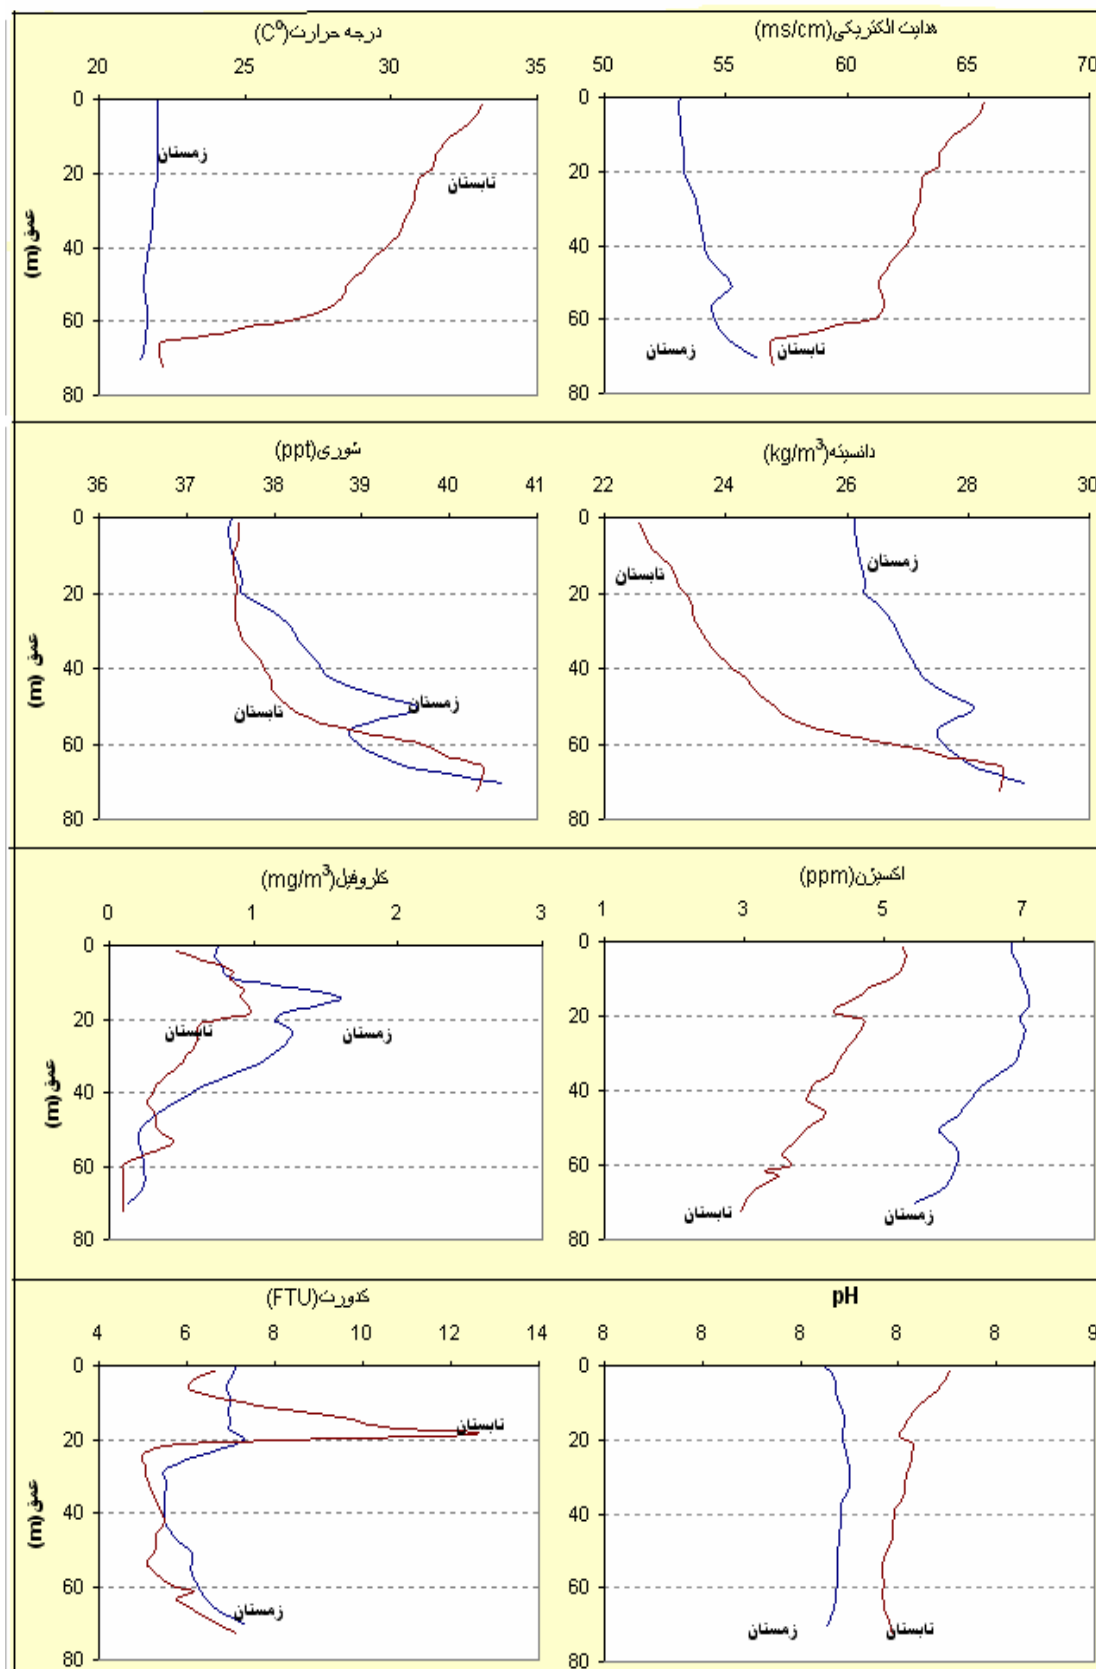 درجه حرارت(C⁰)
20 25 30 35
0
20
40
60
80
عمق (m)
زمستان
تابستان
هدایت الکتریکی(ms/cm)
50 55 60 65 70
0
20
40
60
80
زمستان
تابستان
شوری(ppt)
36 37 38 39 40 41
0
20
40
60
80
عمق (m)
تابستان
زمستان
دانسیته(kg/m³)
22 24 26 28 30
0
20
40
60
80
تابستان
زمستان
کلروفیل(mg/m³)
0 1 2 3
0
20
40
60
80
عمق (m)
تابستان
زمستان
اکسیژن(ppm)
1 3 5 7
0
20
40
60
80
تابستان
زمستان
کدورت(FTU)
4 6 8 10 12 14
0
20
40
60
80
عمق (m)
تابستان
زمستان
pH
8 8 8 8 8 9
0
20
40
60
80
زمستان
تابستان